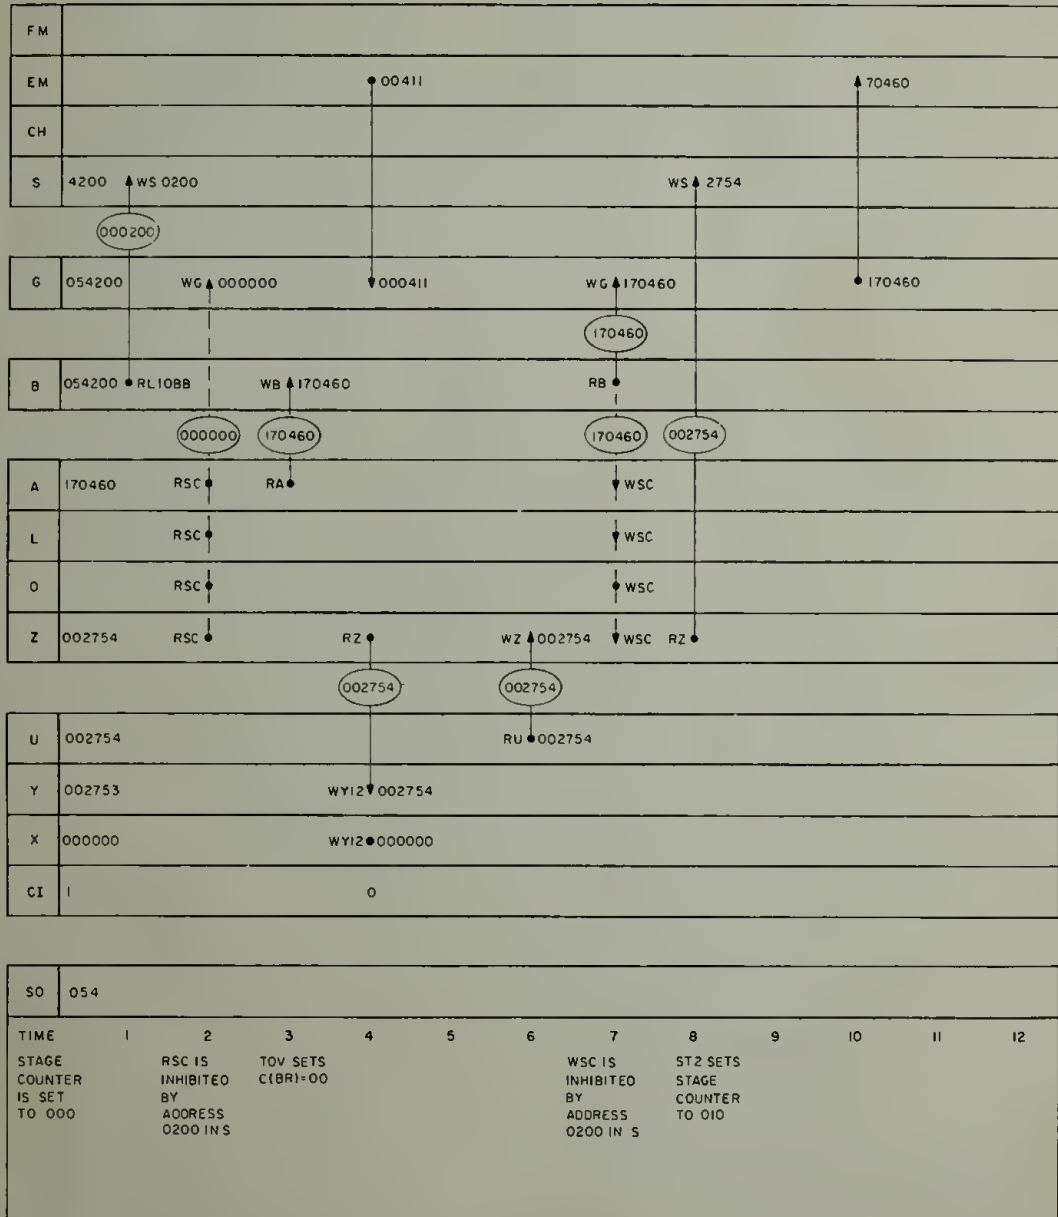 FM
EM 00411 70460
CH
S 4200 WS 0200 WS 2754
000200
G 054200 WG 000000 000411 WG 170460 170460
170460
B 054200 RL10BB WB 170460 RB
000000 170460 170460 002754
A 170460 RSC RA WSC
L RSC WSC
O RSC WSC
Z 002754 RSC RZ WZ 002754 WSC RZ
002754 002754
U 002754 RU 002754
Y 002753 WY12 002754
X 000000 WY12 000000
CI 1 0
SO 054
TIME 1 2 3 4 5 6 7 8 9 10 11 12
STAGE COUNTER IS SET TO 000
RSC IS INHIBITED BY ADDRESS 0200 IN S
TOV SETS C(BR)=00
WSC IS INHIBITED BY ADDRESS 0200 IN S
ST2 SETS STAGE COUNTER TO 010